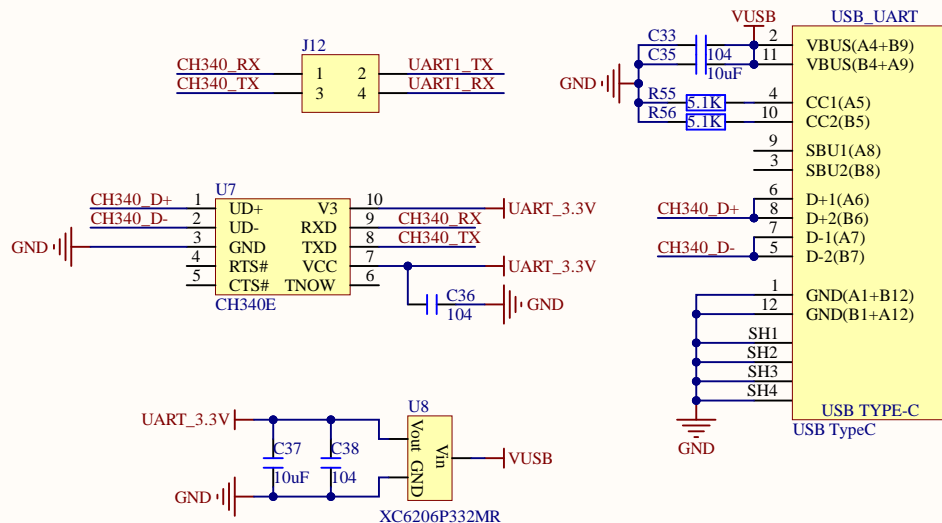 J12
CH340_RX 1 2 UART1_TX
CH340_TX 3 4 UART1_RX
U7
CH340_D+ 1 UD+ V3 10 UART_3.3V
CH340_D- 2 UD- RXD 9 CH340_RX
GND 3 GND TXD 8 CH340_TX
4 RTS# VCC 7 UART_3.3V
5 CTS# TNOW 6
CH340E
C36
104
GND
UART_3.3V
U8
C37
10uF
C38
104
Vout
GND
Vin
VUSB
GND
XC6206P332MR
VUSB
USB_UART
C33 104 2 VBUS(A4+B9)
C35 10uF 11 VBUS(B4+A9)
GND
R55 5.1K 4 CC1(A5)
R56 5.1K 10 CC2(B5)
9 SBU1(A8)
3 SBU2(B8)
6 D+1(A6)
CH340_D+ 8 D+2(B6)
7 D-1(A7)
CH340_D- 5 D-2(B7)
1 GND(A1+B12)
12 GND(B1+A12)
SH1
SH2
SH3
SH4
USB TYPE-C
USB TypeC
GND